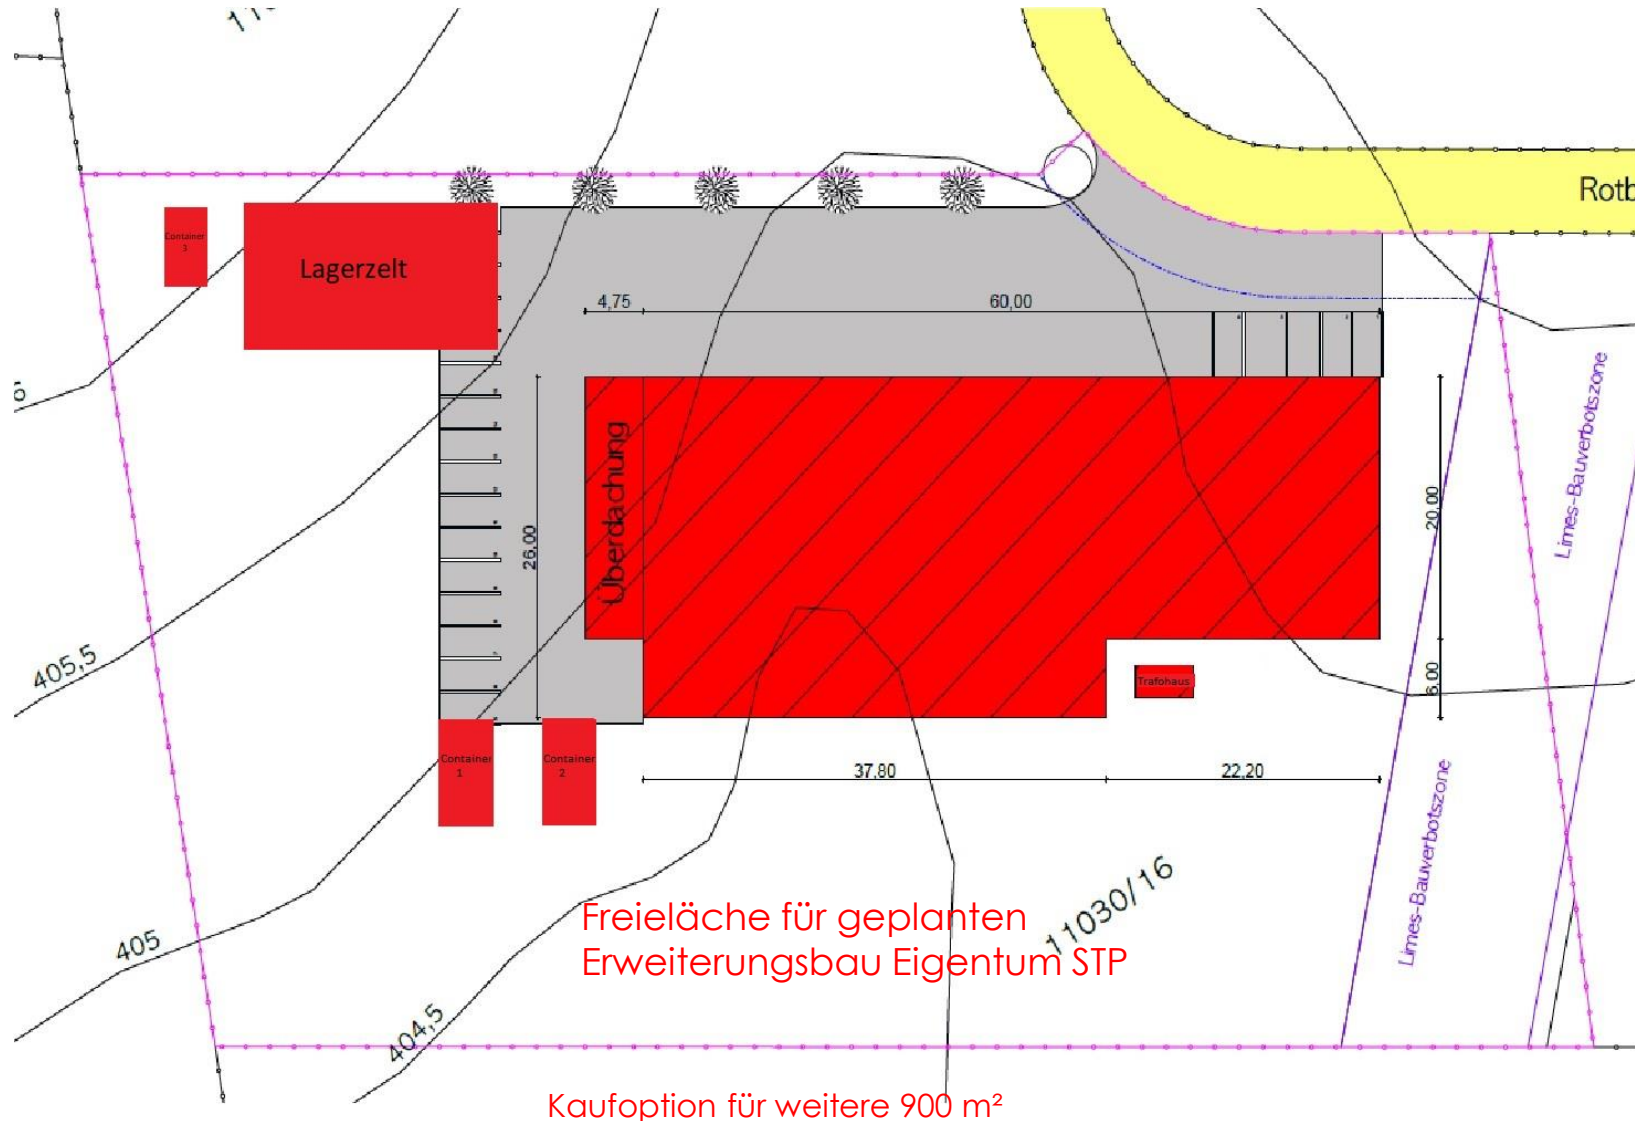 Rotb
Container
3
Lagerzelt
4,75
60,00
Limes-Bauverbotszone
Überdachung
26,00
20,00
405,5
6,00
Trafohaus
Container
1
Container
2
37,80
22,20
Limes-Bauverbotszone
11030/16
Freieläche für geplanten
Erweiterungsbau Eigentum STP
405
404,5
Kaufoption für weitere 900 m²